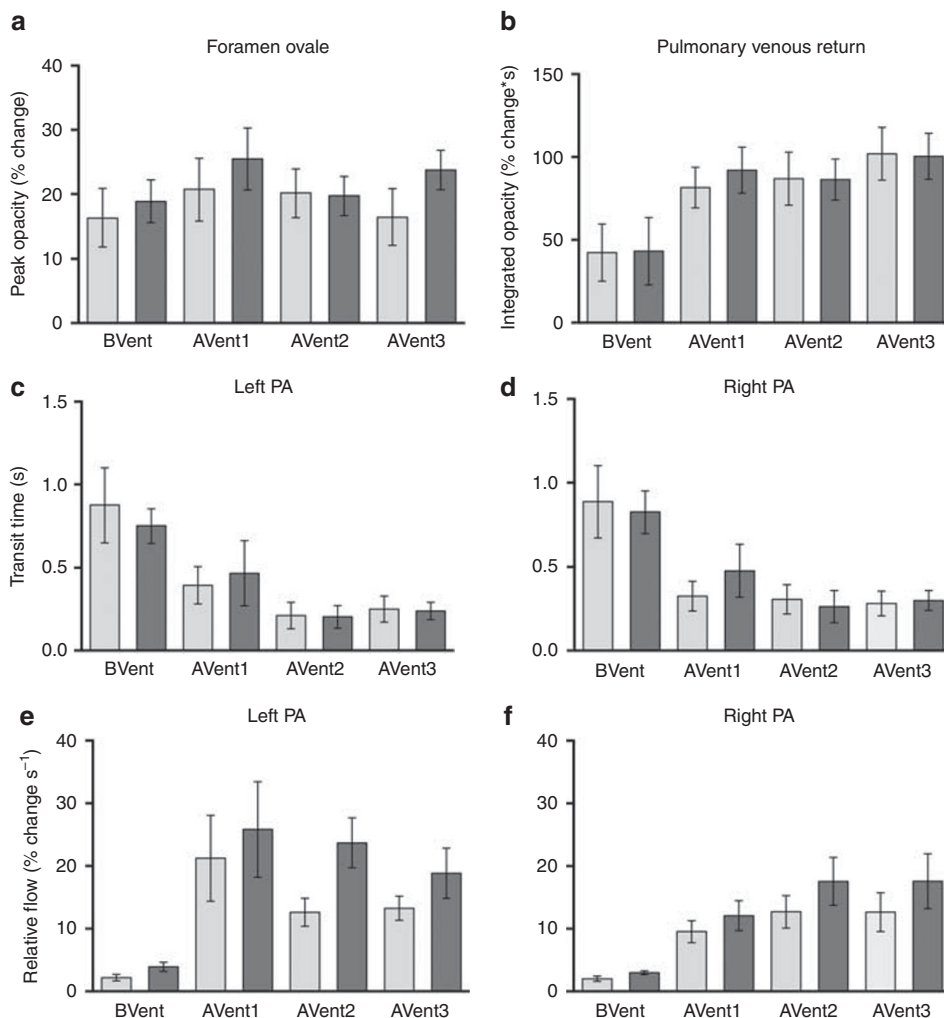 a
Foramen ovale
Peak opacity (% change)
40
30
20
10
0
BVent AVent1 AVent2 AVent3
b
Pulmonary venous return
Integrated opacity (% change*s)
150
100
50
0
BVent AVent1 AVent2 AVent3
c
Left PA
Transit time (s)
1.5
1.0
0.5
0.0
BVent AVent1 AVent2 AVent3
d
Right PA
1.5
1.0
0.5
0.0
BVent AVent1 AVent2 AVent3
e
Left PA
Relative flow (% change s⁻¹)
40
30
20
10
0
BVent AVent1 AVent2 AVent3
f
Right PA
40
30
20
10
0
BVent AVent1 AVent2 AVent3